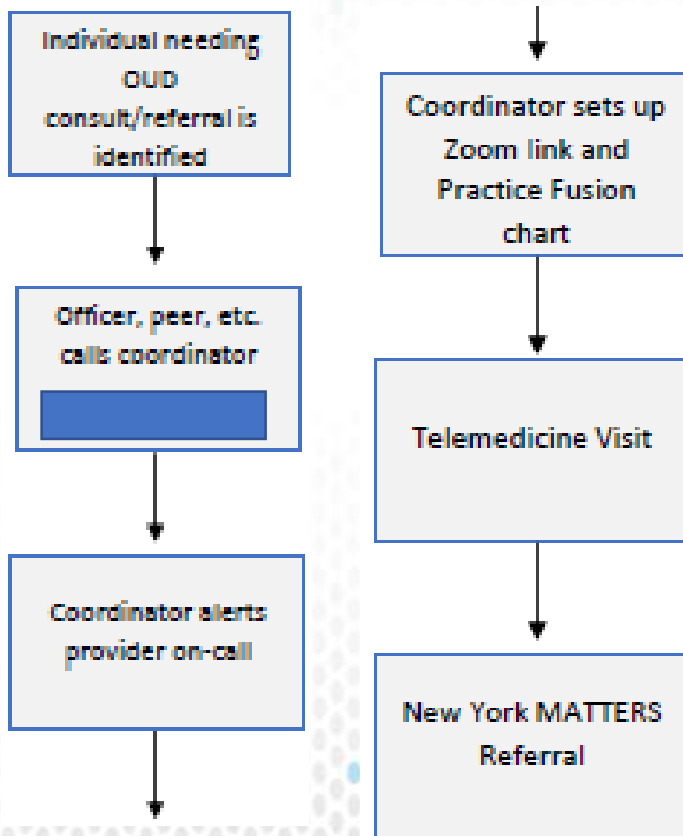 Individual needing
OUD
consult/referral is
identified
Officer, peer, etc.
calls coordinator
Coordinator alerts
provider on-call
Coordinator sets up
Zoom link and
Practice Fusion
chart
Telemedicine Visit
New York MATTERS
Referral